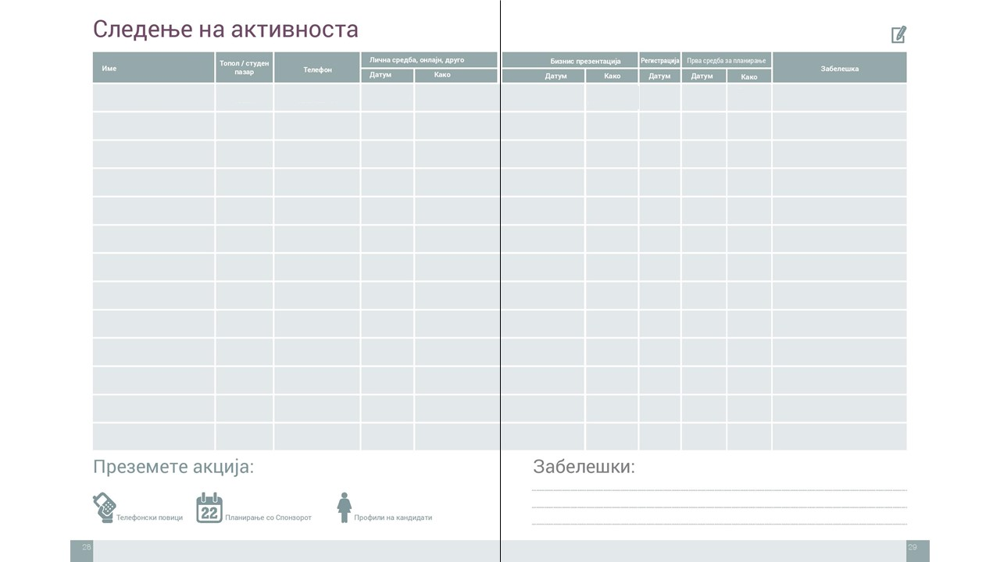 Следење на активноста
Име
Топол / студен
пазар
Телефон
Лична средба, онлајн, друго
Датум
Како
Бизнис презентација
Датум
Како
Регистрација
Датум
Прва средба за планирање
Датум
Како
Забелешка
Преземете акција:
Телефонски повици
22
Планирање со Спонзорот
Профили на кандидати
Забелешки:
28
29